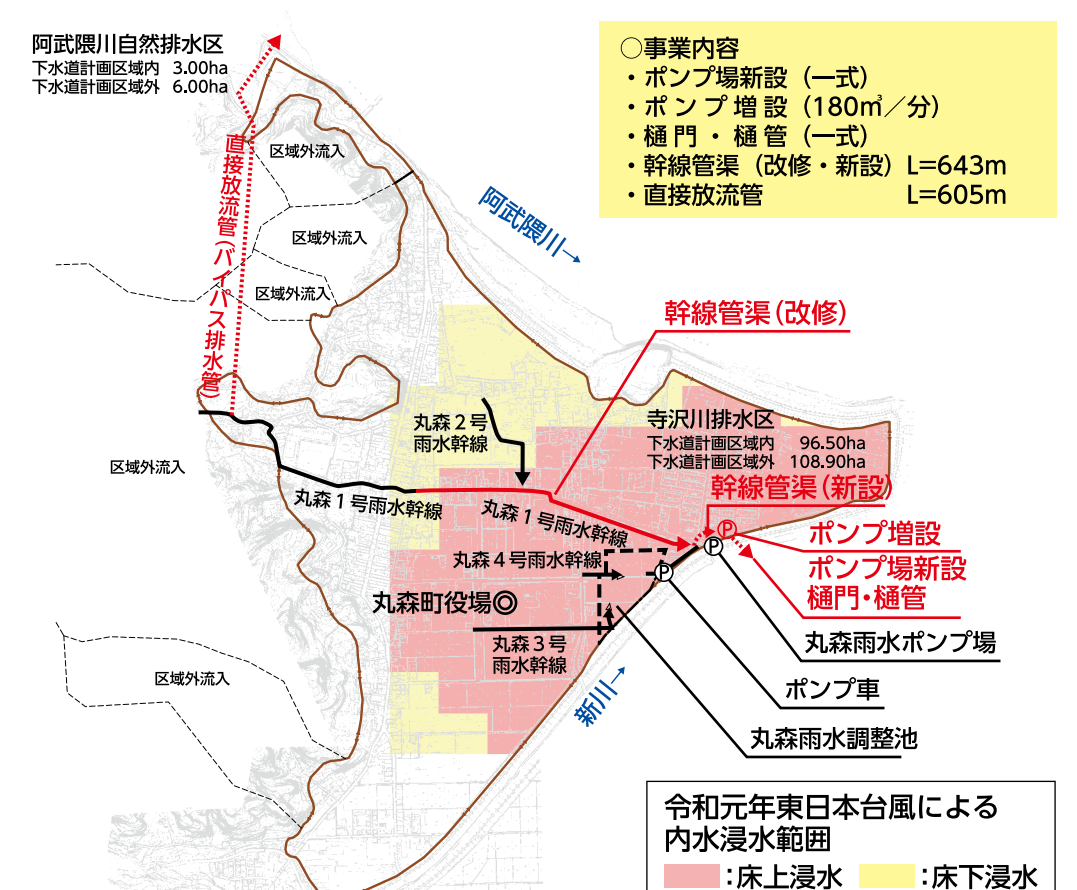 阿武隈川自然排水区
下水道計画区域内 3.00ha
下水道計画区域外 6.00ha
○事業内容
・ポンプ場新設（一式）
・ポンプ増設（180㎥／分）
・樋門・樋管（一式）
・幹線管渠（改修・新設）L=643m
・直接放流管 L=605m
直接放流管（バイパス排水管）
区域外流入
区域外流入
区域外流入
阿武隈川→
幹線管渠（改修）
丸森２号
雨水幹線
寺沢川排水区
下水道計画区域内 96.50ha
下水道計画区域外 108.90ha
区域外流入
幹線管渠（新設）
丸森１号雨水幹線
丸森１号雨水幹線
Ⓟ
ポンプ増設
Ⓟ
丸森４号雨水幹線
Ⓟ
ポンプ場新設
樋門・樋管
丸森町役場◎
丸森３号
雨水幹線
丸森雨水ポンプ場
区域外流入
新川→
ポンプ車
丸森雨水調整池
令和元年東日本台風による
内水浸水範囲
：床上浸水 ：床下浸水